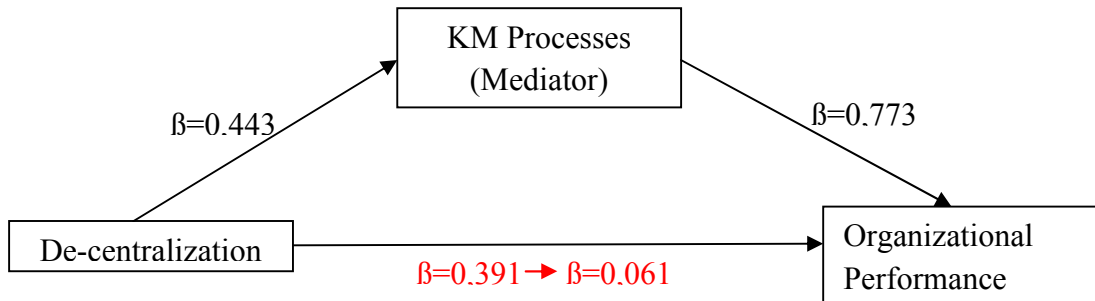 KM Processes
(Mediator)
ß=0.443
ß=0.773
De-centralization
Organizational
Performance
ß=0.391→ ß=0.061